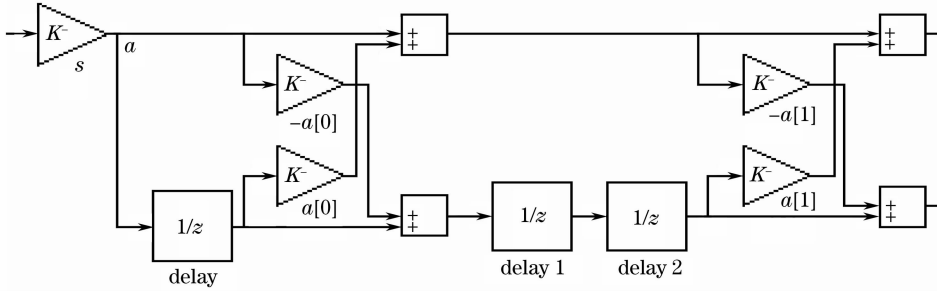 K– s
a
K–
–a[0]
K–
a[0]
1/z
delay
+
+
+
+
1/z
delay 1
1/z
delay 2
K–
–a[1]
K–
a[1]
+
+
+
+